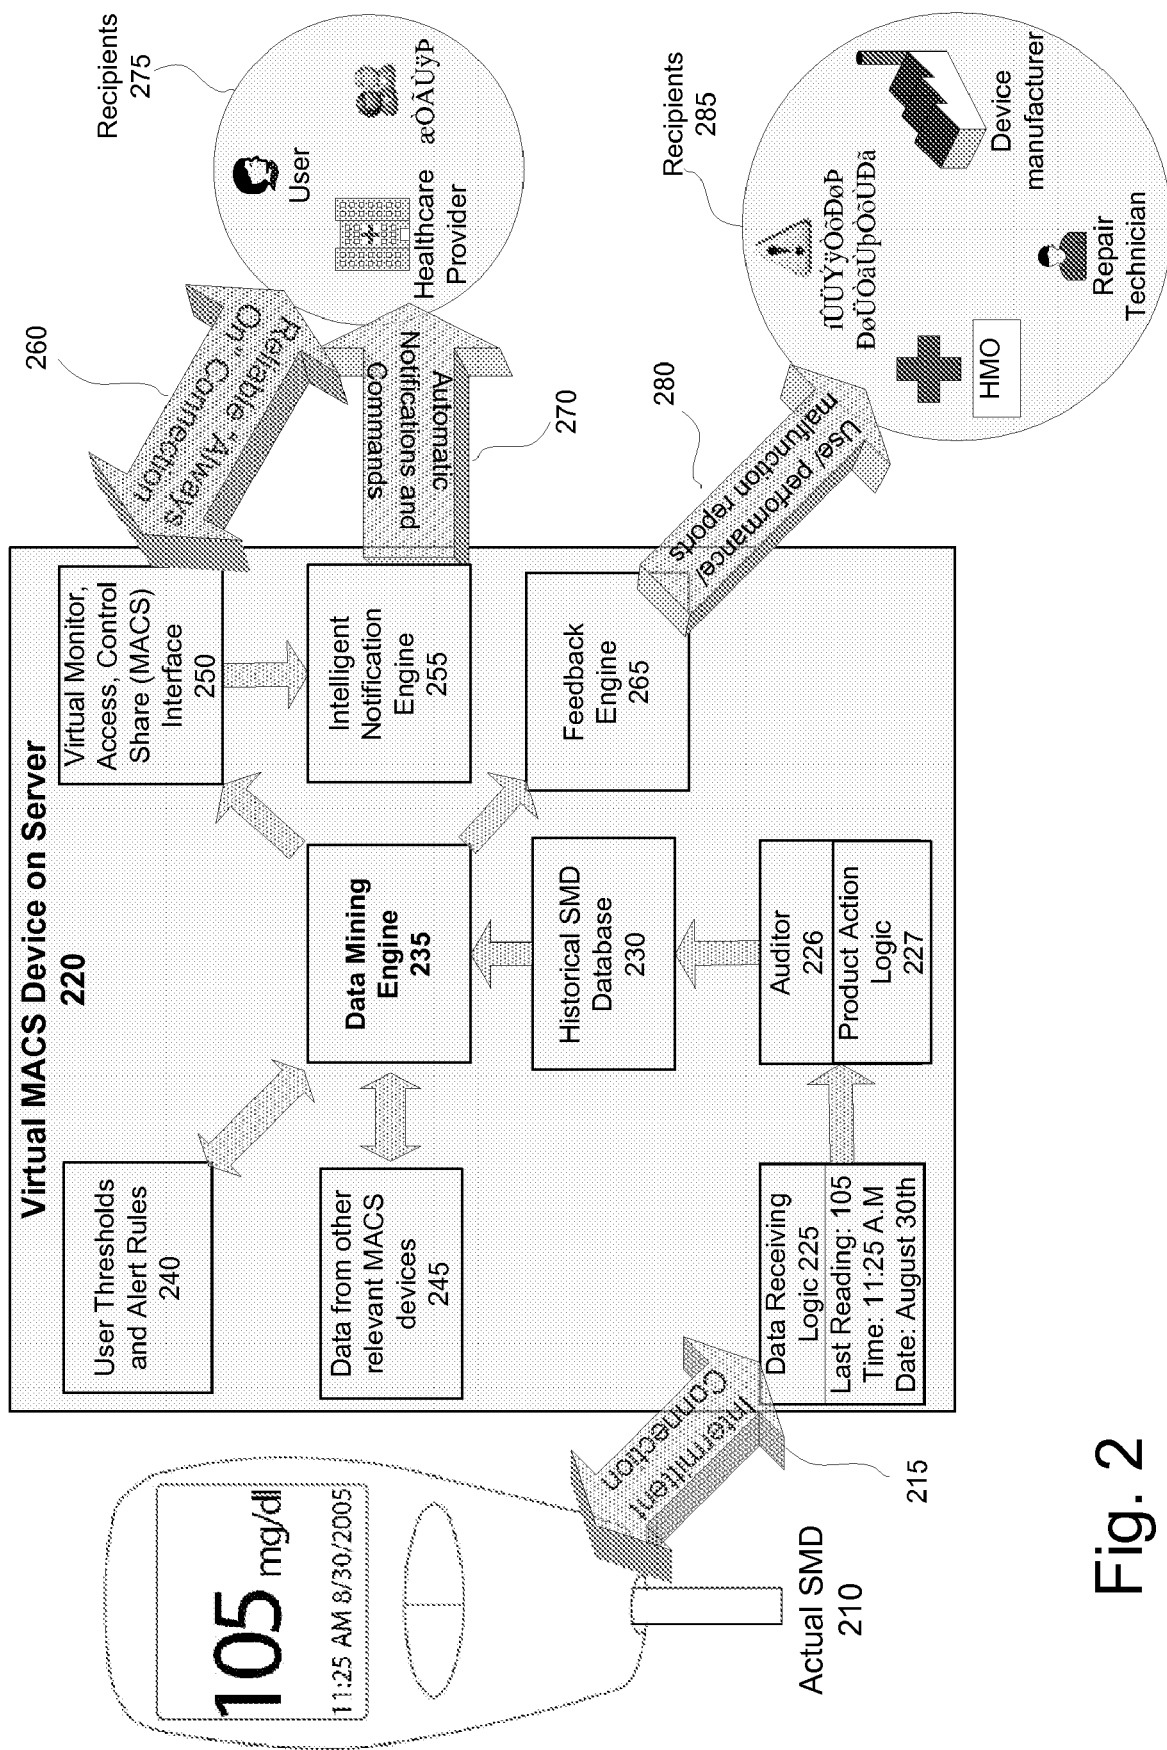 Virtual MACS Device on Server
220
User Thresholds
and Alert Rules
240
Data from other
relevant MACS
devices
245
Data Receiving
Logic 225
Last Reading: 105
Time: 11:25 A.M
Date: August 30th
Data Mining
Engine
235
Historical SMD
Database
230
Auditor
226
Product Action
Logic
227
Virtual Monitor,
Access, Control
Share (MACS)
Interface
250
Intelligent
Notification
Engine
255
Feedback
Engine
265
105 mg/dl
11:25 AM 8/30/2005
Actual SMD
210
Intermittent
Connection
215
Reliable "Always
On" Connection
260
Automatic
Notifications and
Commands
270
Use/ performance/
malfunction reports
280
Recipients
275
User
Healthcare
Provider
æÒÀÙÿÞ
Recipients
285
HMO
Repair
Technician
Device
manufacturer
Fig. 2